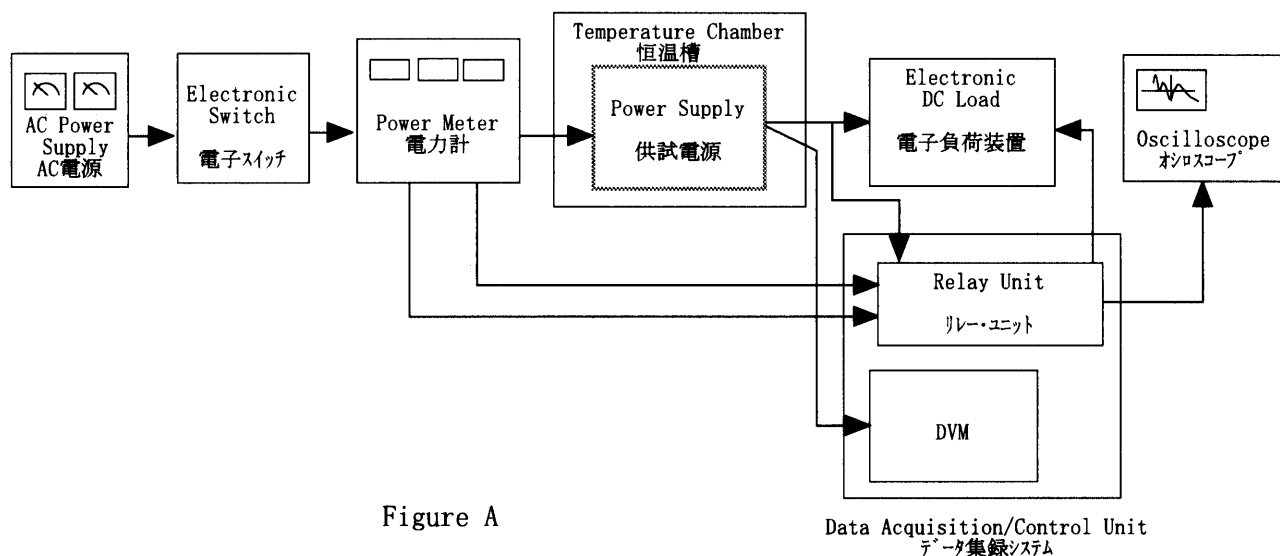 AC Power
Supply
AC電源
Electronic
Switch
電子スイッチ
Power Meter
電力計
Temperature Chamber
恒温槽
Power Supply
供試電源
Electronic
DC Load
電子負荷装置
Oscilloscope
ｵｼﾛｽｺｰﾌﾟ
Relay Unit
ﾘﾚｰ・ﾕﾆｯﾄ
DVM
Figure A
Data Acquisition/Control Unit
ﾃﾞｰﾀ集録ｼｽﾃﾑ